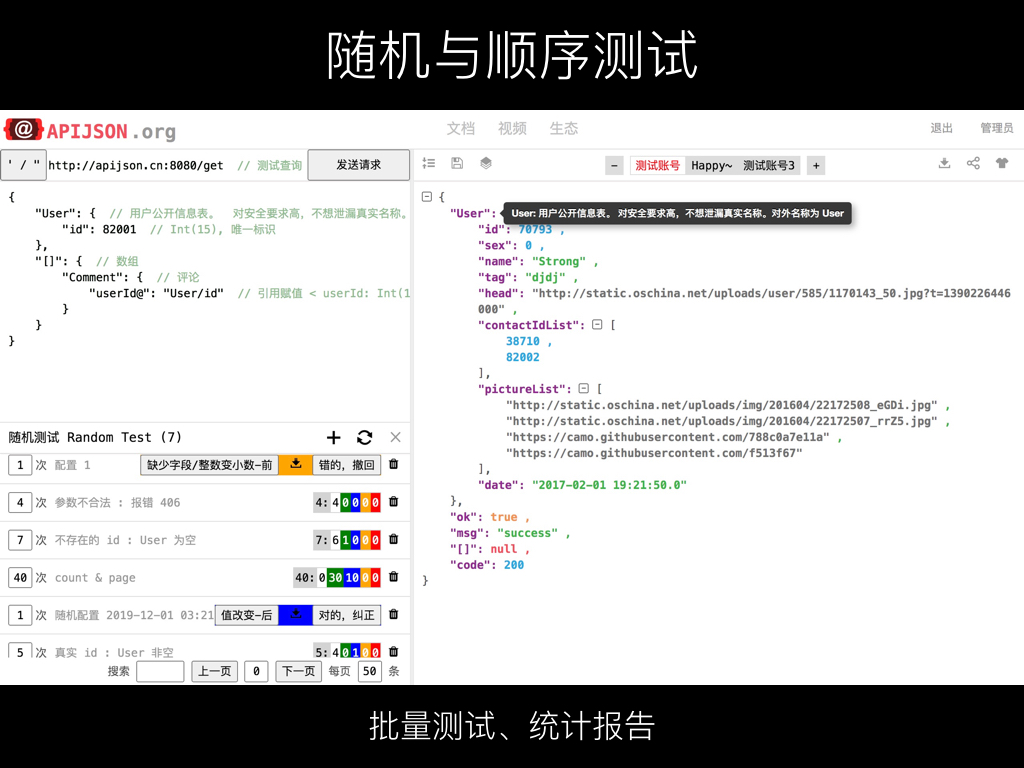 随机与顺序测试
@ APIJSON.org
文档 视频 生态
退出 管理员
' / " http://apijson.cn:8080/get // 测试查询 发送请求
− 测试账号 Happy~ 测试账号3 +
{
"User": { // 用户公开信息表。 对安全要求高，不想泄漏真实名称。
"id": 82001 // Int(15), 唯一标识
},
"[]": { // 数组
"Comment": { // 评论
"userId@": "User/id" // 引用赋值 < userId: Int(1
}
}
}
{
"User":
User: 用户公开信息表。 对安全要求高，不想泄漏真实名称。对外名称为 User
"id": 70793 ,
"sex": 0 ,
"name": "Strong" ,
"tag": "djdj" ,
"head": "http://static.oschina.net/uploads/user/585/1170143_50.jpg?t=1390226446
000" ,
"contactIdList": [
38710 ,
82002
],
"pictureList": [
"http://static.oschina.net/uploads/img/201604/22172508_eGDi.jpg" ,
"http://static.oschina.net/uploads/img/201604/22172507_rrZ5.jpg" ,
"https://camo.githubusercontent.com/788c0a7e11a" ,
"https://camo.githubusercontent.com/f513f67"
],
"date": "2017-02-01 19:21:50.0"
},
"ok": true ,
"msg": "success" ,
"[]": null ,
"code": 200
}
随机测试 Random Test (7)
1 次 配置 1 缺少字段/整数变小数-前 错的，撤回
4 次 参数不合法 : 报错 406 4: 4 0 0 0 0
7 次 不存在的 id : User 为空 7: 6 1 0 0 0
40 次 count & page 40: 0 30 10 0 0
1 次 随机配置 2019-12-01 03:21 值改变-后 对的，纠正
5 次 真实 id : User 非空 5: 4 0 1 0 0
搜索 上一页 0 下一页 每页 50 条
批量测试、统计报告